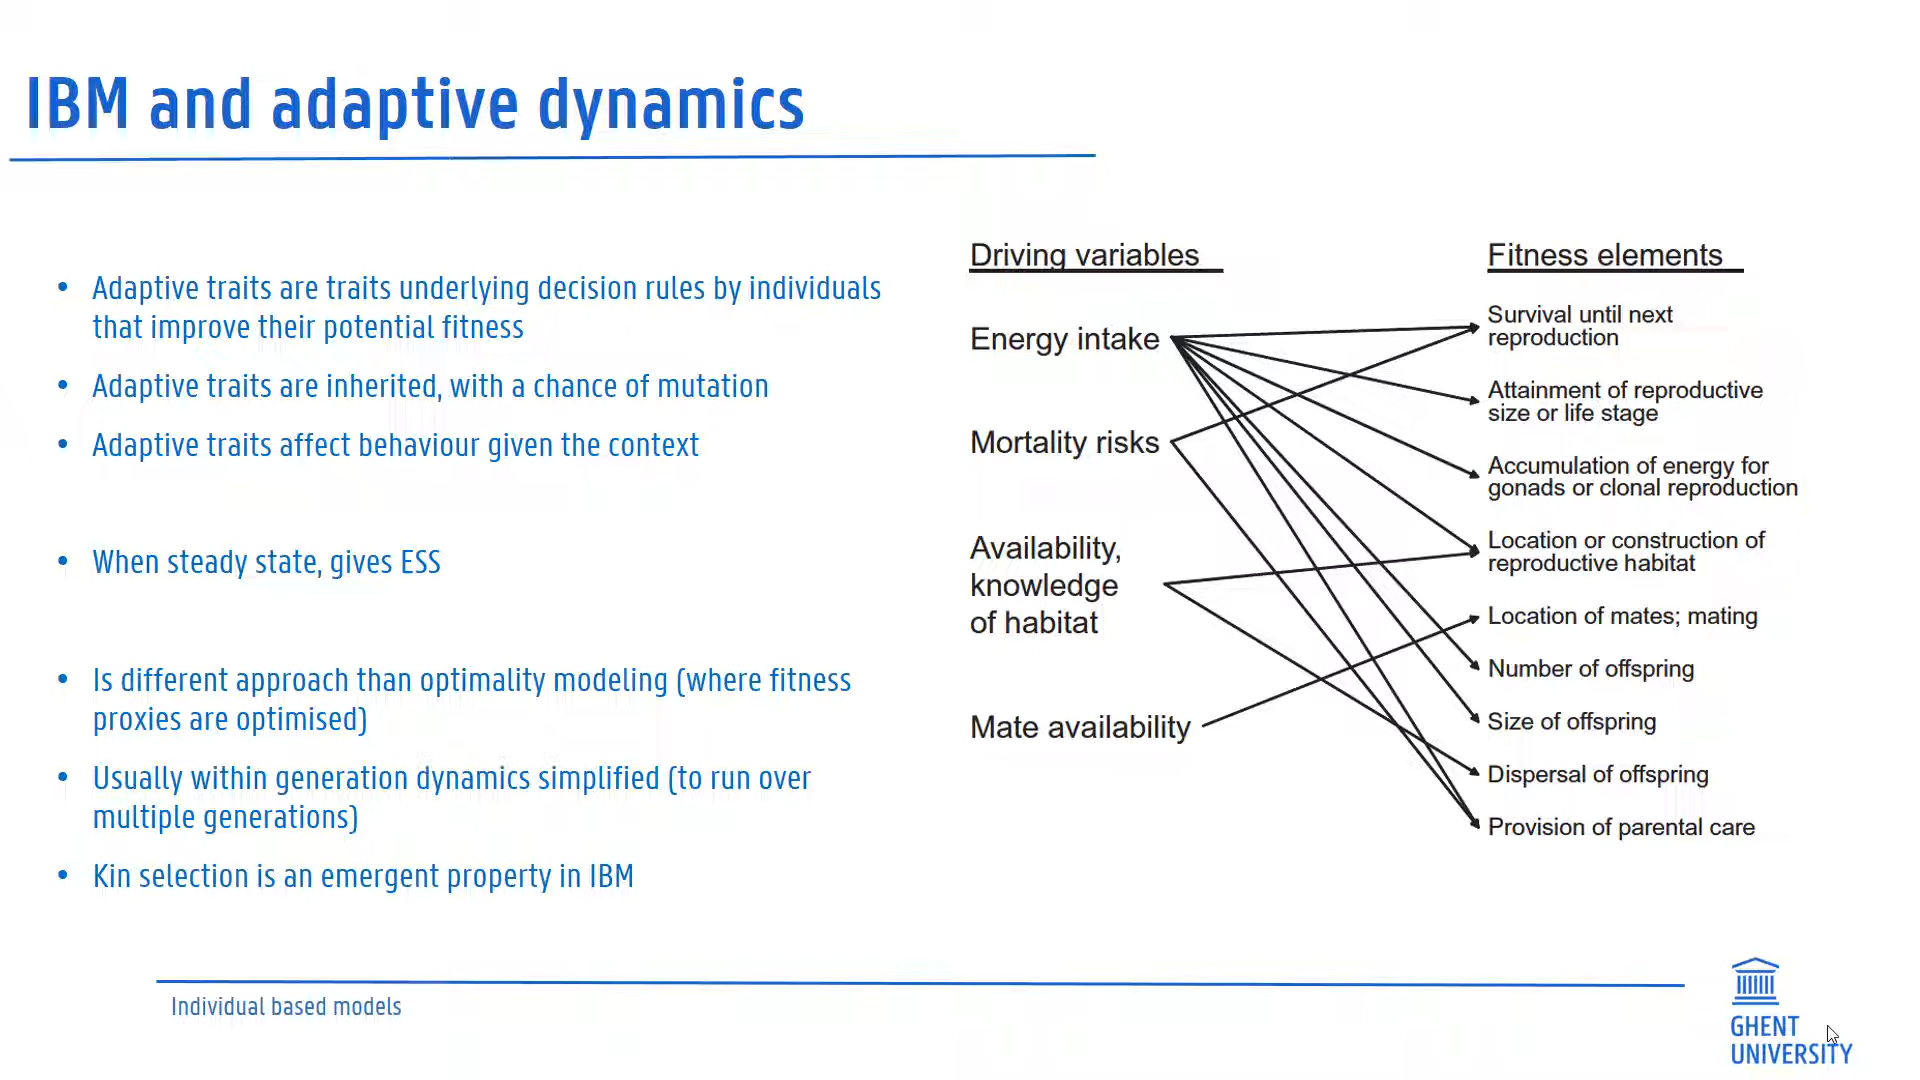 IBM and adaptive dynamics
• Adaptive traits are traits underlying decision rules by individuals
that improve their potential fitness
• Adaptive traits are inherited, with a chance of mutation
• Adaptive traits affect behaviour given the context
• When steady state, gives ESS
• Is different approach than optimality modeling (where fitness
proxies are optimised)
• Usually within generation dynamics simplified (to run over
multiple generations)
• Kin selection is an emergent property in IBM
Driving variables
Energy intake
Mortality risks
Availability,
knowledge
of habitat
Mate availability
Fitness elements
Survival until next
reproduction
Attainment of reproductive
size or life stage
Accumulation of energy for
gonads or clonal reproduction
Location or construction of
reproductive habitat
Location of mates; mating
Number of offspring
Size of offspring
Dispersal of offspring
Provision of parental care
Individual based models
GHENT
UNIVERSITY